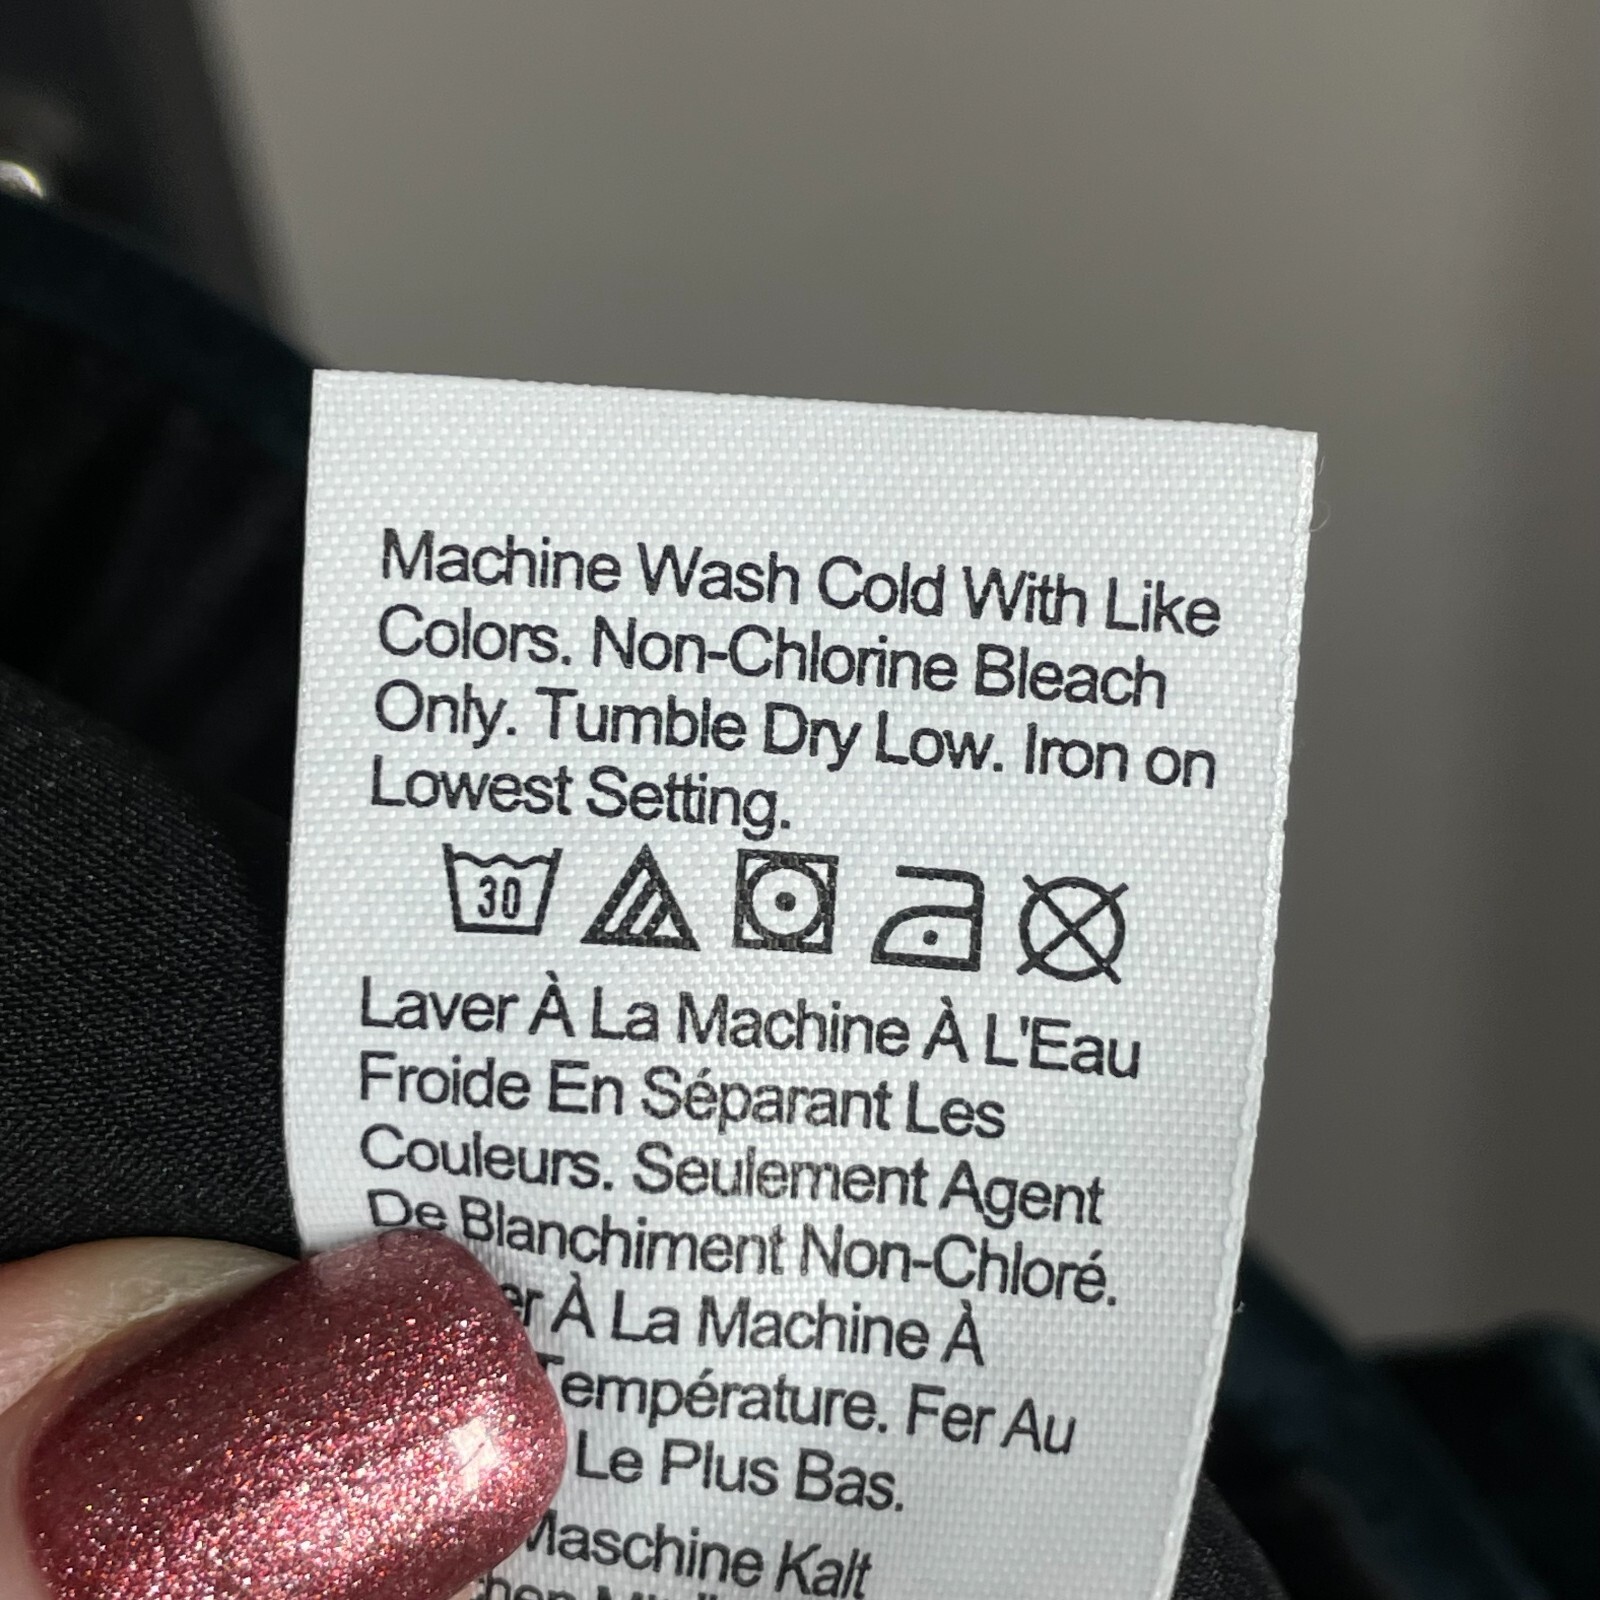 Machine Wash Cold With Like
Colors. Non-Chlorine Bleach
Only. Tumble Dry Low. Iron on
Lowest Setting.
30
Laver À La Machine À L'Eau
Froide En Séparant Les
Couleurs. Seulement Agent
De Blanchiment Non-Chloré.
À La Machine À
Température. Fer Au
Le Plus Bas.
Maschine Kalt